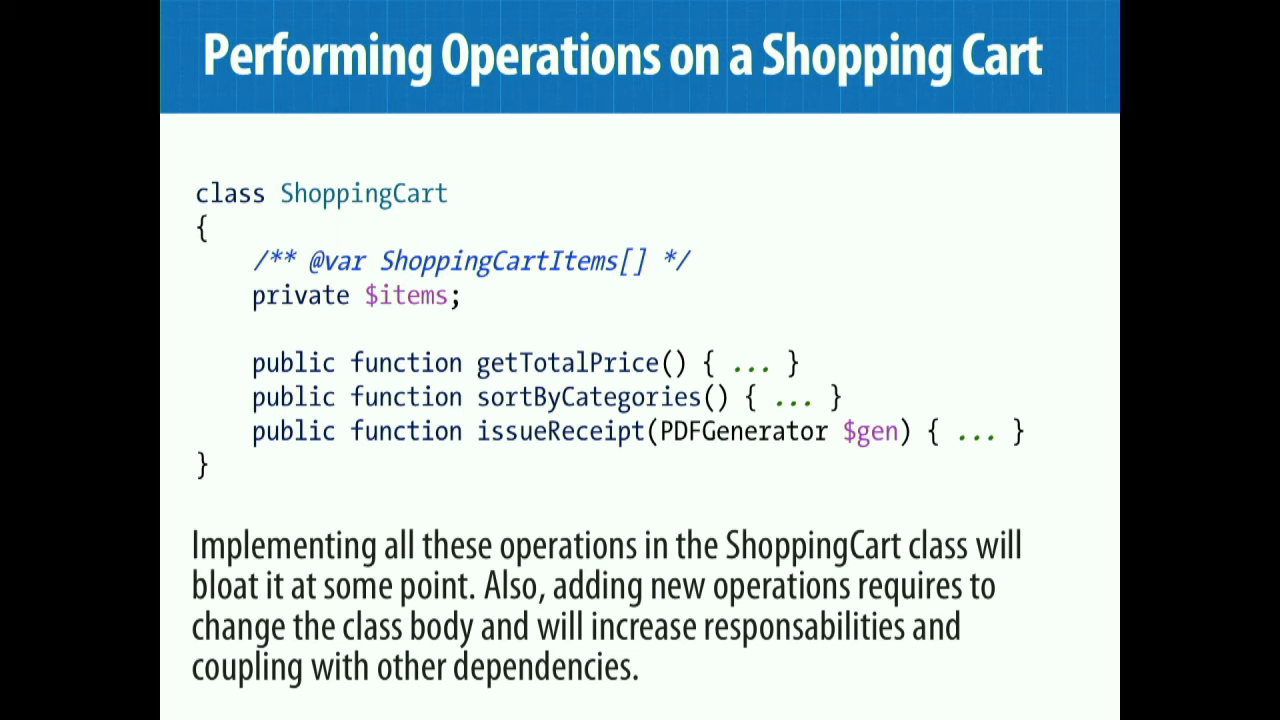 Performing Operations on a Shopping Cart
class ShoppingCart
{
    /** @var ShoppingCartItems[] */
    private $items;
    public function getTotalPrice() { ... }
    public function sortByCategories() { ... }
    public function issueReceipt(PDFGenerator $gen) { ... }
}
Implementing all these operations in the ShoppingCart class will
bloat it at some point. Also, adding new operations requires to
change the class body and will increase responsabilities and
coupling with other dependencies.